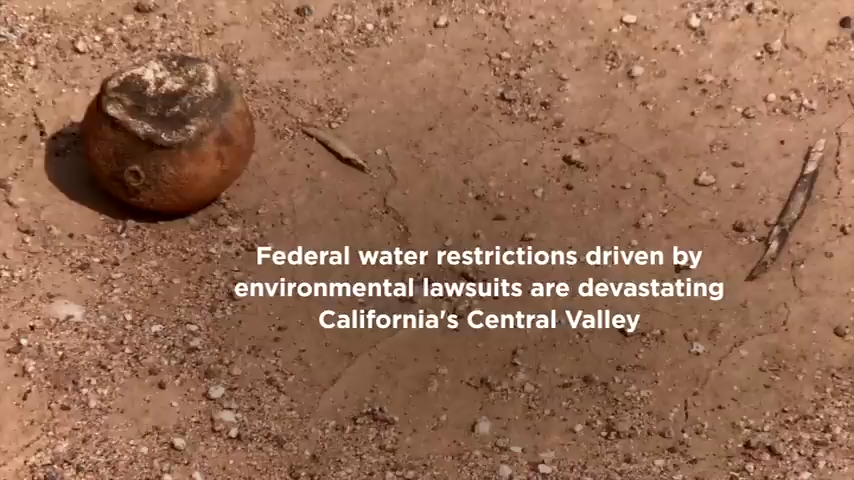 Federal water restrictions driven by
environmental lawsuits are devastating
California's Central Valley